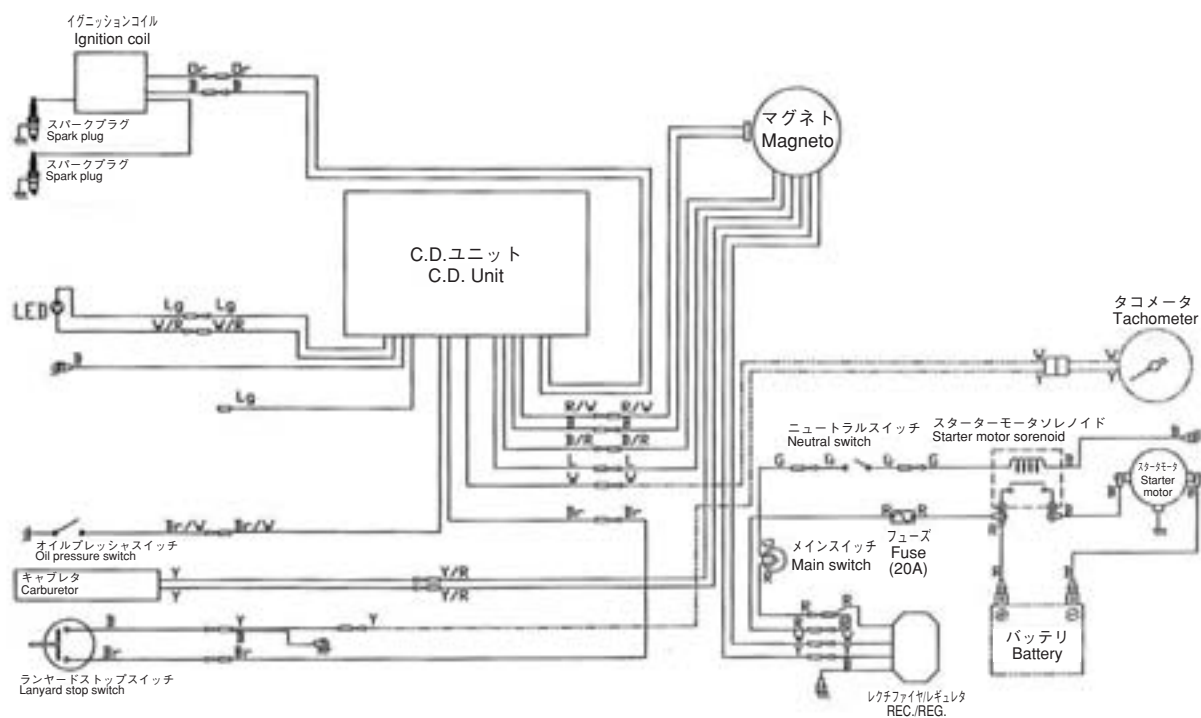 イグニッションコイル
Ignition coil
Br Br
B B
スパークプラグ
Spark plug
スパークプラグ
Spark plug
マグネト
Magneto
C.D.ユニット
C.D. Unit
LED
Lg Lg
W/R W/R
B
Lg
タコメータ
Tachometer
W W
Y Y
R/W R/W
B B
B/R B/R
L L
W W
Br Br
ニュートラルスイッチ
Neutral switch
G G G G
スターターモータソレノイド
Starter motor sorenoid
B
B
スタータモータ
Starter
motor
B B
R B
R R
フューズ
Fuse
(20A)
メインスイッチ
Main switch
R
Br/W Br/W
オイルプレッシャスイッチ
Oil pressure switch
キャブレタ
Carburetor
Y Y/R
Y Y/R
B Y Y
B
Br Br
ランヤードストップスイッチ
Lanyard stop switch
R R
Y Y
B
レクチファイヤ/レギュレタ
REC./REG.
R B
バッテリ
Battery